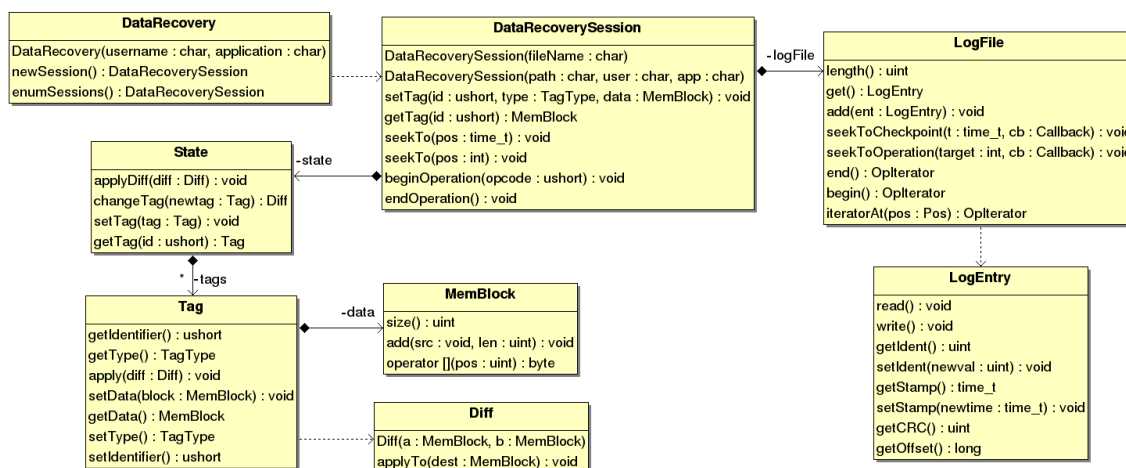 DataRecovery
DataRecovery(username : char, application : char)
newSession() : DataRecoverySession
enumSessions() : DataRecoverySession
DataRecoverySession
DataRecoverySession(fileName : char)
DataRecoverySession(path : char, user : char, app : char)
setTag(id : ushort, type : TagType, data : MemBlock) : void
getTag(id : ushort) : MemBlock
seekTo(pos : time_t) : void
seekTo(pos : int) : void
beginOperation(opcode : ushort) : void
endOperation() : void
-logFile
LogFile
length() : uint
get() : LogEntry
add(ent : LogEntry) : void
seekToCheckpoint(t : time_t, cb : Callback) : void
seekToOperation(target : int, cb : Callback) : void
end() : OpIterator
begin() : OpIterator
iteratorAt(pos : Pos) : OpIterator
-state
State
applyDiff(diff : Diff) : void
changeTag(newtag : Tag) : Diff
setTag(tag : Tag) : void
getTag(id : ushort) : Tag
* -tags
Tag
getIdentifier() : ushort
getType() : TagType
apply(diff : Diff) : void
setData(block : MemBlock) : void
getData() : MemBlock
setType() : TagType
setIdentifier() : ushort
-data
MemBlock
size() : uint
add(src : void, len : uint) : void
operator [](pos : uint) : byte
Diff
Diff(a : MemBlock, b : MemBlock)
applyTo(dest : MemBlock) : void
LogEntry
read() : void
write() : void
getIdent() : uint
setIdent(newval : uint) : void
getStamp() : time_t
setStamp(newtime : time_t) : void
getCRC() : uint
getOffset() : long